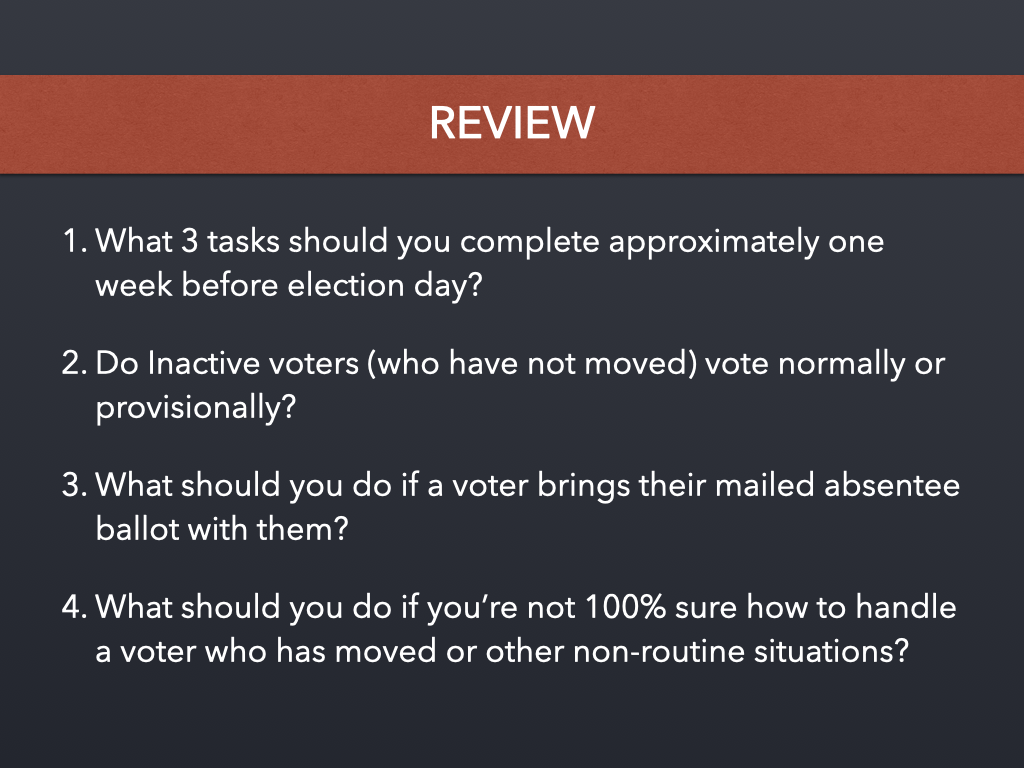 REVIEW
1. What 3 tasks should you complete approximately one
week before election day?
2. Do Inactive voters (who have not moved) vote normally or
provisionally?
3. What should you do if a voter brings their mailed absentee
ballot with them?
4. What should you do if you’re not 100% sure how to handle
a voter who has moved or other non-routine situations?